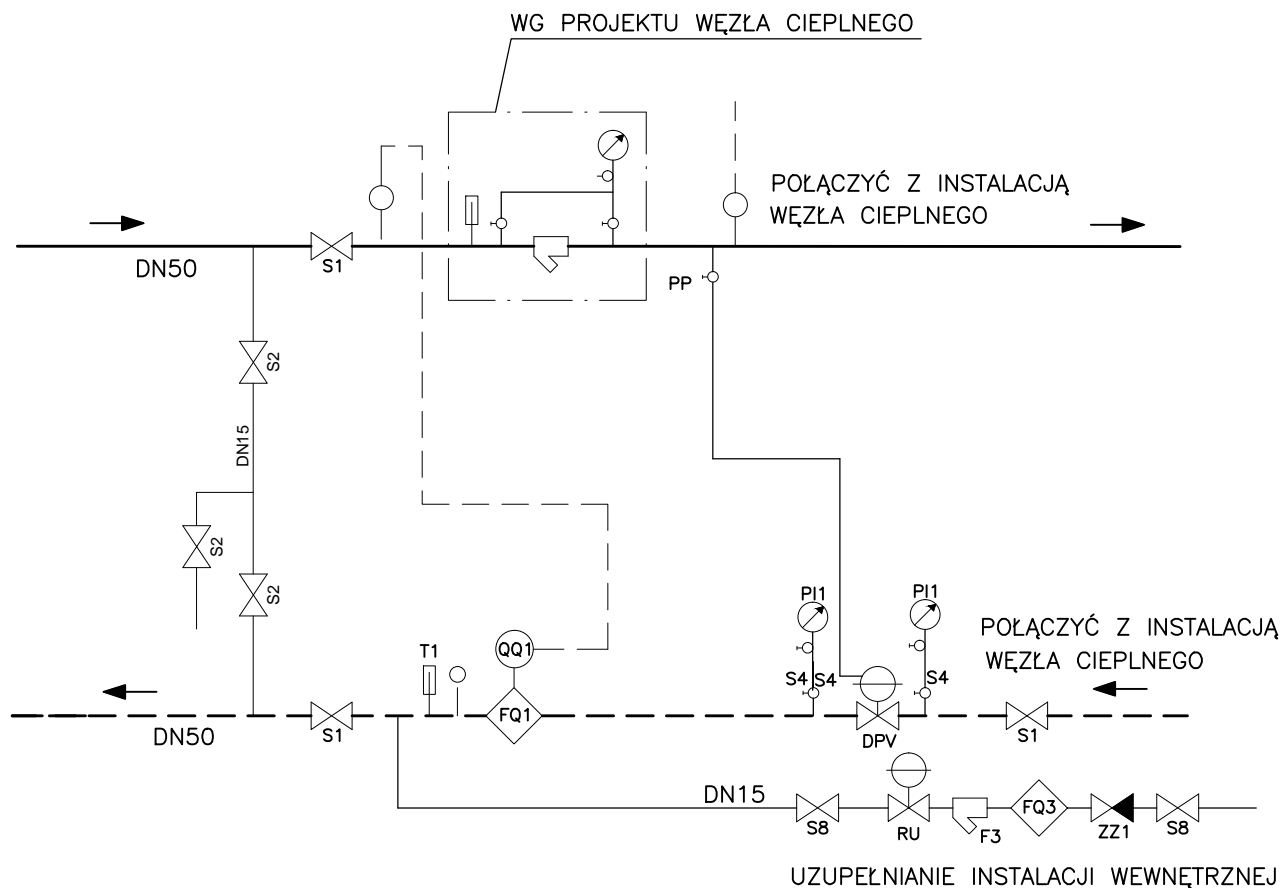 WG PROJEKTU WĘZŁA CIEPLNEGO
POŁĄCZYĆ Z INSTALACJĄ
WĘZŁA CIEPLNEGO
DN50
S1
PP
S2
DN15
S2
S2
PI1
PI1
POŁĄCZYĆ Z INSTALACJĄ
WĘZŁA CIEPLNEGO
T1
QQ1
S4
S4
S4
FQ1
DN50
S1
DPV
S1
DN15
S8
RU
F3
FQ3
ZZ1
S8
UZUPEŁNIANIE INSTALACJI WEWNĘTRZNEJ